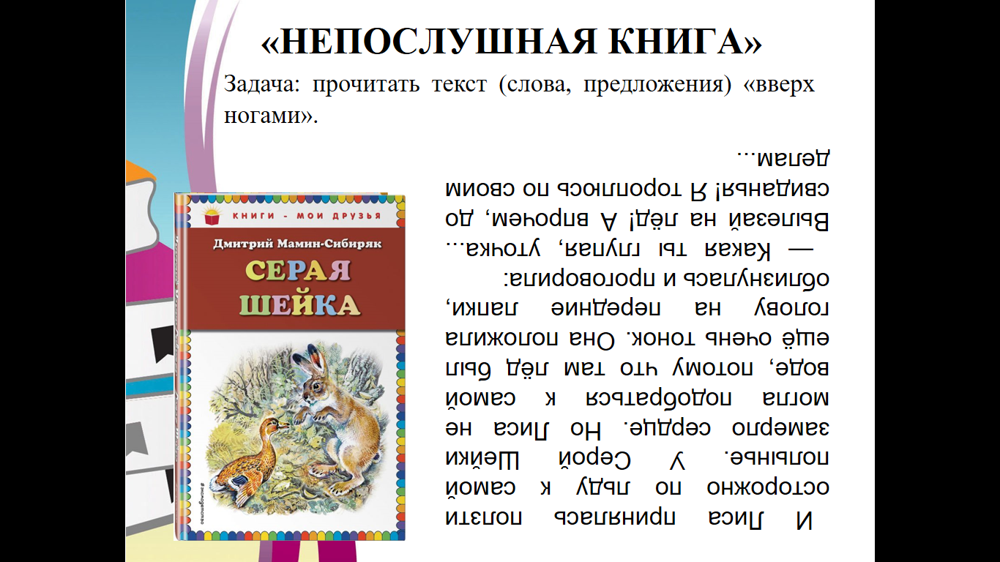 «НЕПОСЛУШНАЯ КНИГА»
Задача: прочитать текст (слова, предложения) «вверх
ногами».
КНИГИ - МОИ ДРУЗЬЯ
Дмитрий Мамин-Сибиряк
СЕРАЯ
ШЕЙКА
#эксмодетство
И Лиса принялась ползти
осторожно по льду к самой
полынье. У Серой Шейки
замерло сердце. Но Лиса не
могла подобраться к самой
воде, потому что там лёд был
ещё очень тонок. Она положила
голову на передние лапки,
облизнулась и проговорила:
— Какая ты глупая, уточка...
Вылезай на лёд! А впрочем, до
свиданья! Я тороплюсь по своим
делам...